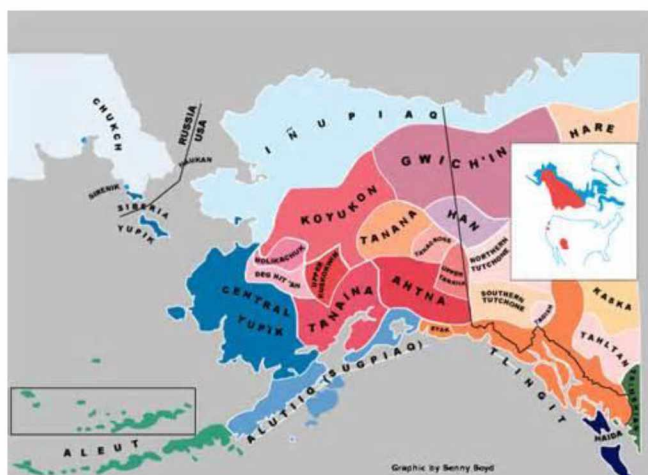 CHUKCH
RUSSIA
USA
NAUKAN
SIRENIK
SIBERIA
YUPIK
IÑUPIAQ
GWICH'IN
HARE
KOYUKON
HAN
TANANA
TANACROSS
HOLIKACHUK
DEG HIT'AN
UPPER
KUSKOKWIM
UPPER
TANANA
NORTHERN
TUTCHONE
CENTRAL
YUPIK
TANAINA
AHTNA
SOUTHERN
TUTCHONE
TAGISH
KASKA
TAHLTAN
EYAK
ALUTIIQ (SUGPIAQ)
TLINGIT
TSIMSHIAN
HAIDA
ALEUT
Graphic by Benny Boyd